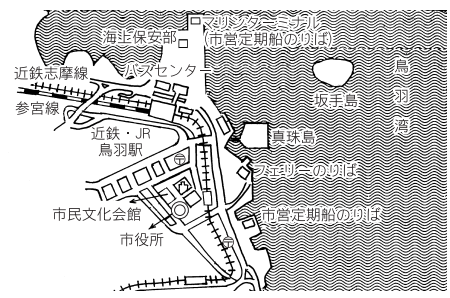 マリンターミナル
(市営定期船のりば)
海上保安部
バスセンター
近鉄志摩線
参宮線
近鉄・JR
鳥羽駅
坂手島
鳥羽湾
真珠島
フェリーのりば
市民文化会館
市営定期船のりば
市役所
〒
〒